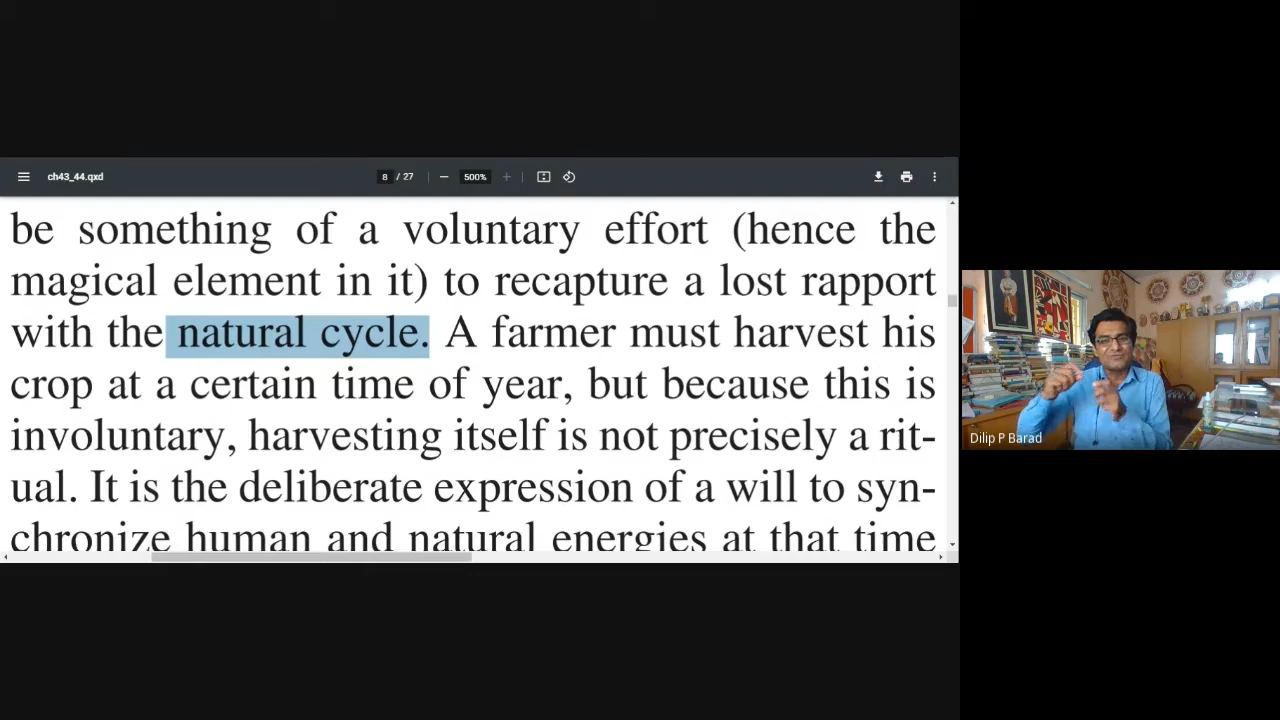 ch43_44.qxd
8 / 27
500%
be something of a voluntary effort (hence the
magical element in it) to recapture a lost rapport
with the natural cycle. A farmer must harvest his
crop at a certain time of year, but because this is
involuntary, harvesting itself is not precisely a rit-
ual. It is the deliberate expression of a will to syn-
chronize human and natural energies at that time
Dilip P Barad